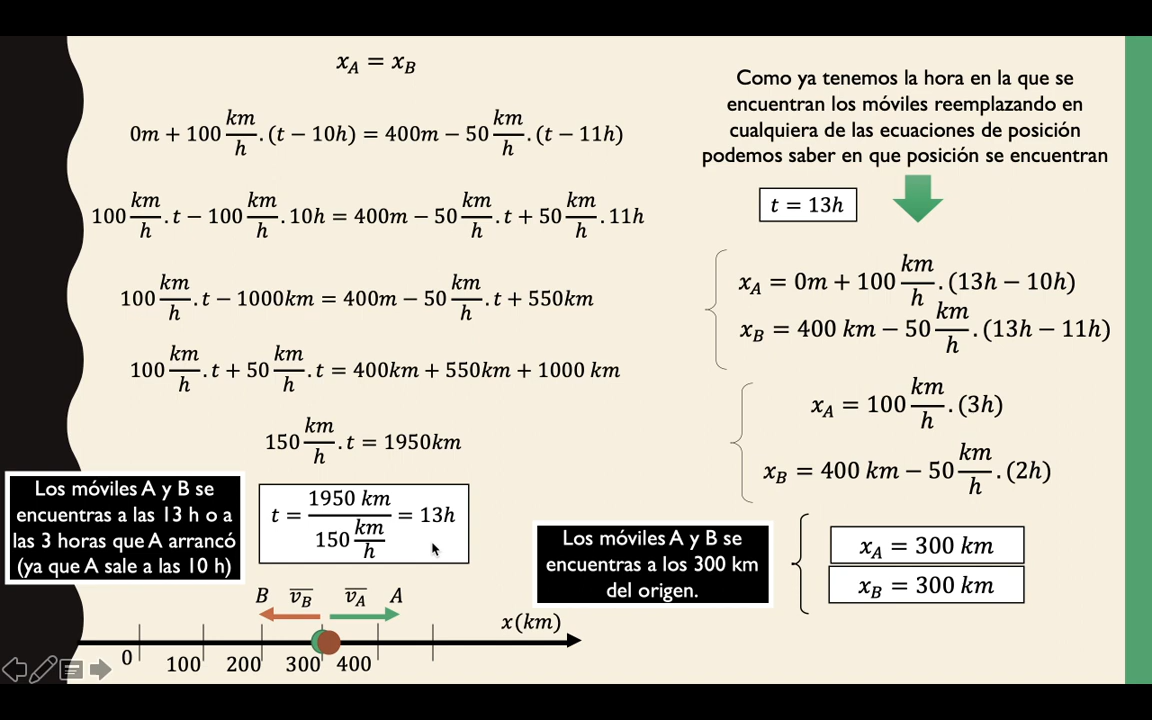 x_A = x_B
0m + 100 km/h . (t − 10h) = 400m − 50 km/h . (t − 11h)
100 km/h . t − 100 km/h . 10h = 400m − 50 km/h . t + 50 km/h . 11h
100 km/h . t − 1000km = 400m − 50 km/h . t + 550km
100 km/h . t + 50 km/h . t = 400km + 550km + 1000 km
150 km/h . t = 1950km
t = 1950 km / 150 km/h = 13h
Los móviles A y B se
encuentras a las 13 h o a
las 3 horas que A arrancó
(ya que A sale a las 10 h)
Como ya tenemos la hora en la que se
encuentran los móviles reemplazando en
cualquiera de las ecuaciones de posición
podemos saber en que posición se encuentran
t = 13h
x_A = 0m + 100 km/h . (13h − 10h)
x_B = 400 km − 50 km/h . (13h − 11h)
x_A = 100 km/h . (3h)
x_B = 400 km − 50 km/h . (2h)
Los móviles A y B se
encuentras a los 300 km
del origen.
x_A = 300 km
x_B = 300 km
B v_B v_A A
x(km)
0 100 200 300 400